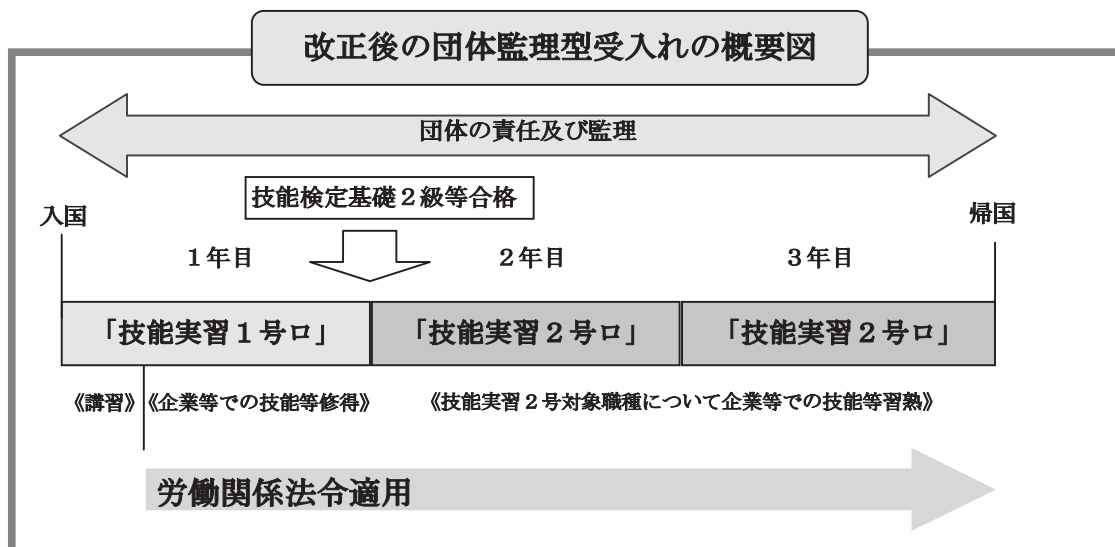 改正後の団体監理型受入れの概要図
団体の責任及び監理
技能検定基礎２級等合格
入国
帰国
１年目
２年目
３年目
「技能実習１号ロ」
「技能実習２号ロ」
「技能実習２号ロ」
《講習》
《企業等での技能等修得》
《技能実習２号対象職種について企業等での技能等習熟》
労働関係法令適用